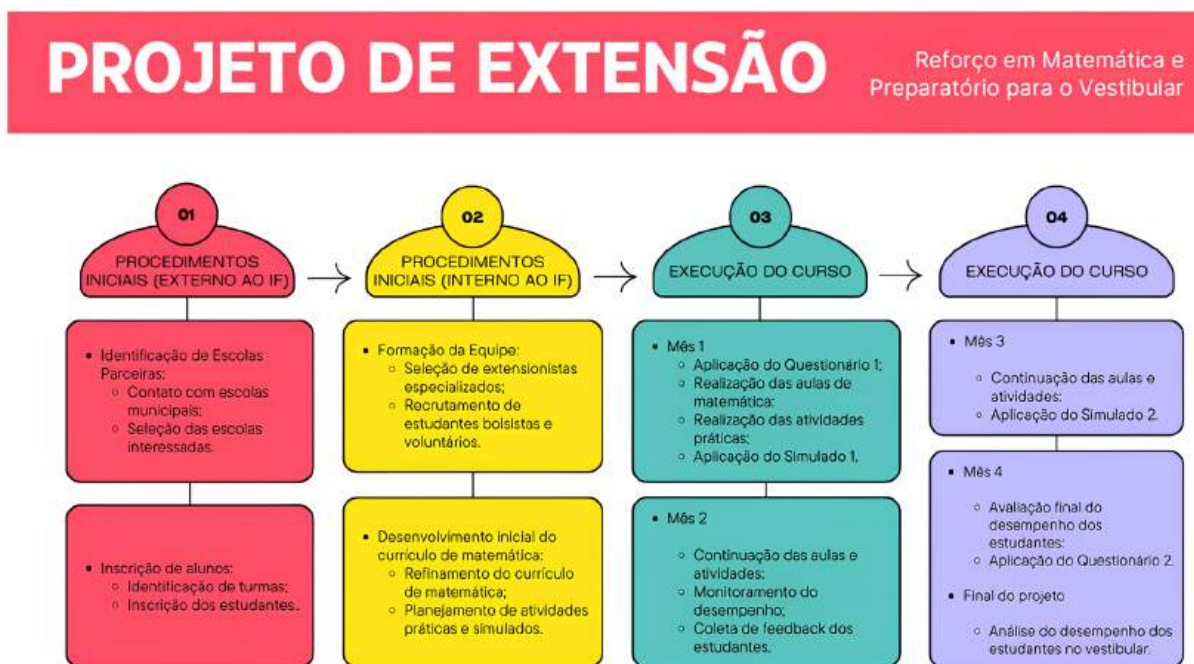 PROJETO DE EXTENSÃO
Reforço em Matemática e
Preparatório para o Vestibular
01
PROCEDIMENTOS
INICIAIS (EXTERNO AO IF)
• Identificação de Escolas
Parceiras:
○ Contato com escolas
municipais;
○ Seleção das escolas
interessadas.
• Inscrição de alunos:
○ Identificação de turmas;
○ Inscrição dos estudantes.
02
PROCEDIMENTOS
INICIAIS (INTERNO AO IF)
• Formação da Equipe:
○ Seleção de extensionistas
especializados;
○ Recrutamento de
estudantes bolsistas e
voluntários.
• Desenvolvimento inicial do
currículo de matemática:
○ Refinamento do currículo
de matemática;
○ Planejamento de atividades
práticas e simulados.
03
EXECUÇÃO DO CURSO
• Mês 1
○ Aplicação do Questionário 1;
○ Realização das aulas de
matemática;
○ Realização das atividades
práticas;
○ Aplicação do Simulado 1.
• Mês 2
○ Continuação das aulas e
atividades;
○ Monitoramento do
desempenho;
○ Coleta de feedback dos
estudantes.
04
EXECUÇÃO DO CURSO
• Mês 3
○ Continuação das aulas e
atividades;
○ Aplicação do Simulado 2.
• Mês 4
○ Avaliação final do
desempenho dos
estudantes;
○ Aplicação do Questionário 2.
• Final do projeto
○ Análise do desempenho dos
estudantes no vestibular.